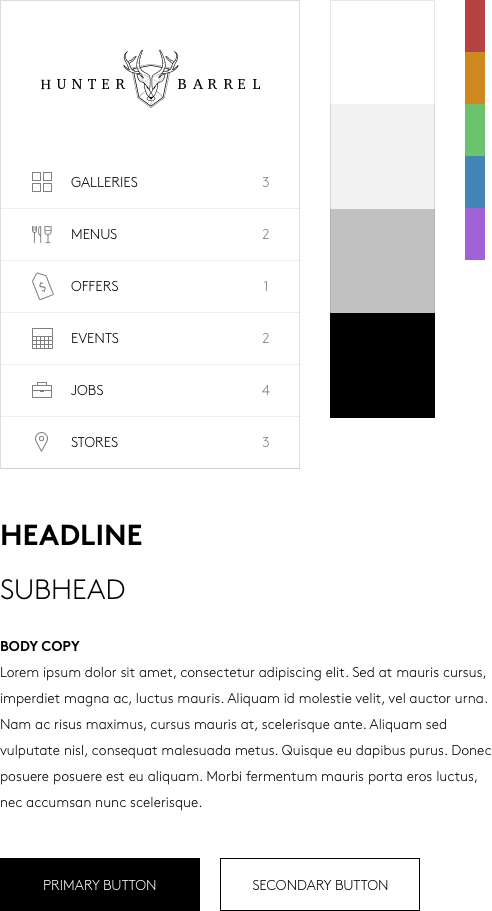 HUNTER BARREL
GALLERIES 3
MENUS 2
OFFERS 1
$
EVENTS 2
JOBS 4
STORES 3
HEADLINE
SUBHEAD
BODY COPY
Lorem ipsum dolor sit amet, consectetur adipiscing elit. Sed at mauris cursus,
imperdiet magna ac, luctus mauris. Aliquam id molestie velit, vel auctor urna.
Nam ac risus maximus, cursus mauris at, scelerisque ante. Aliquam sed
vulputate nisl, consequat malesuada metus. Quisque eu dapibus purus. Donec
posuere posuere est eu aliquam. Morbi fermentum mauris porta eros luctus,
nec accumsan nunc scelerisque.
PRIMARY BUTTON SECONDARY BUTTON